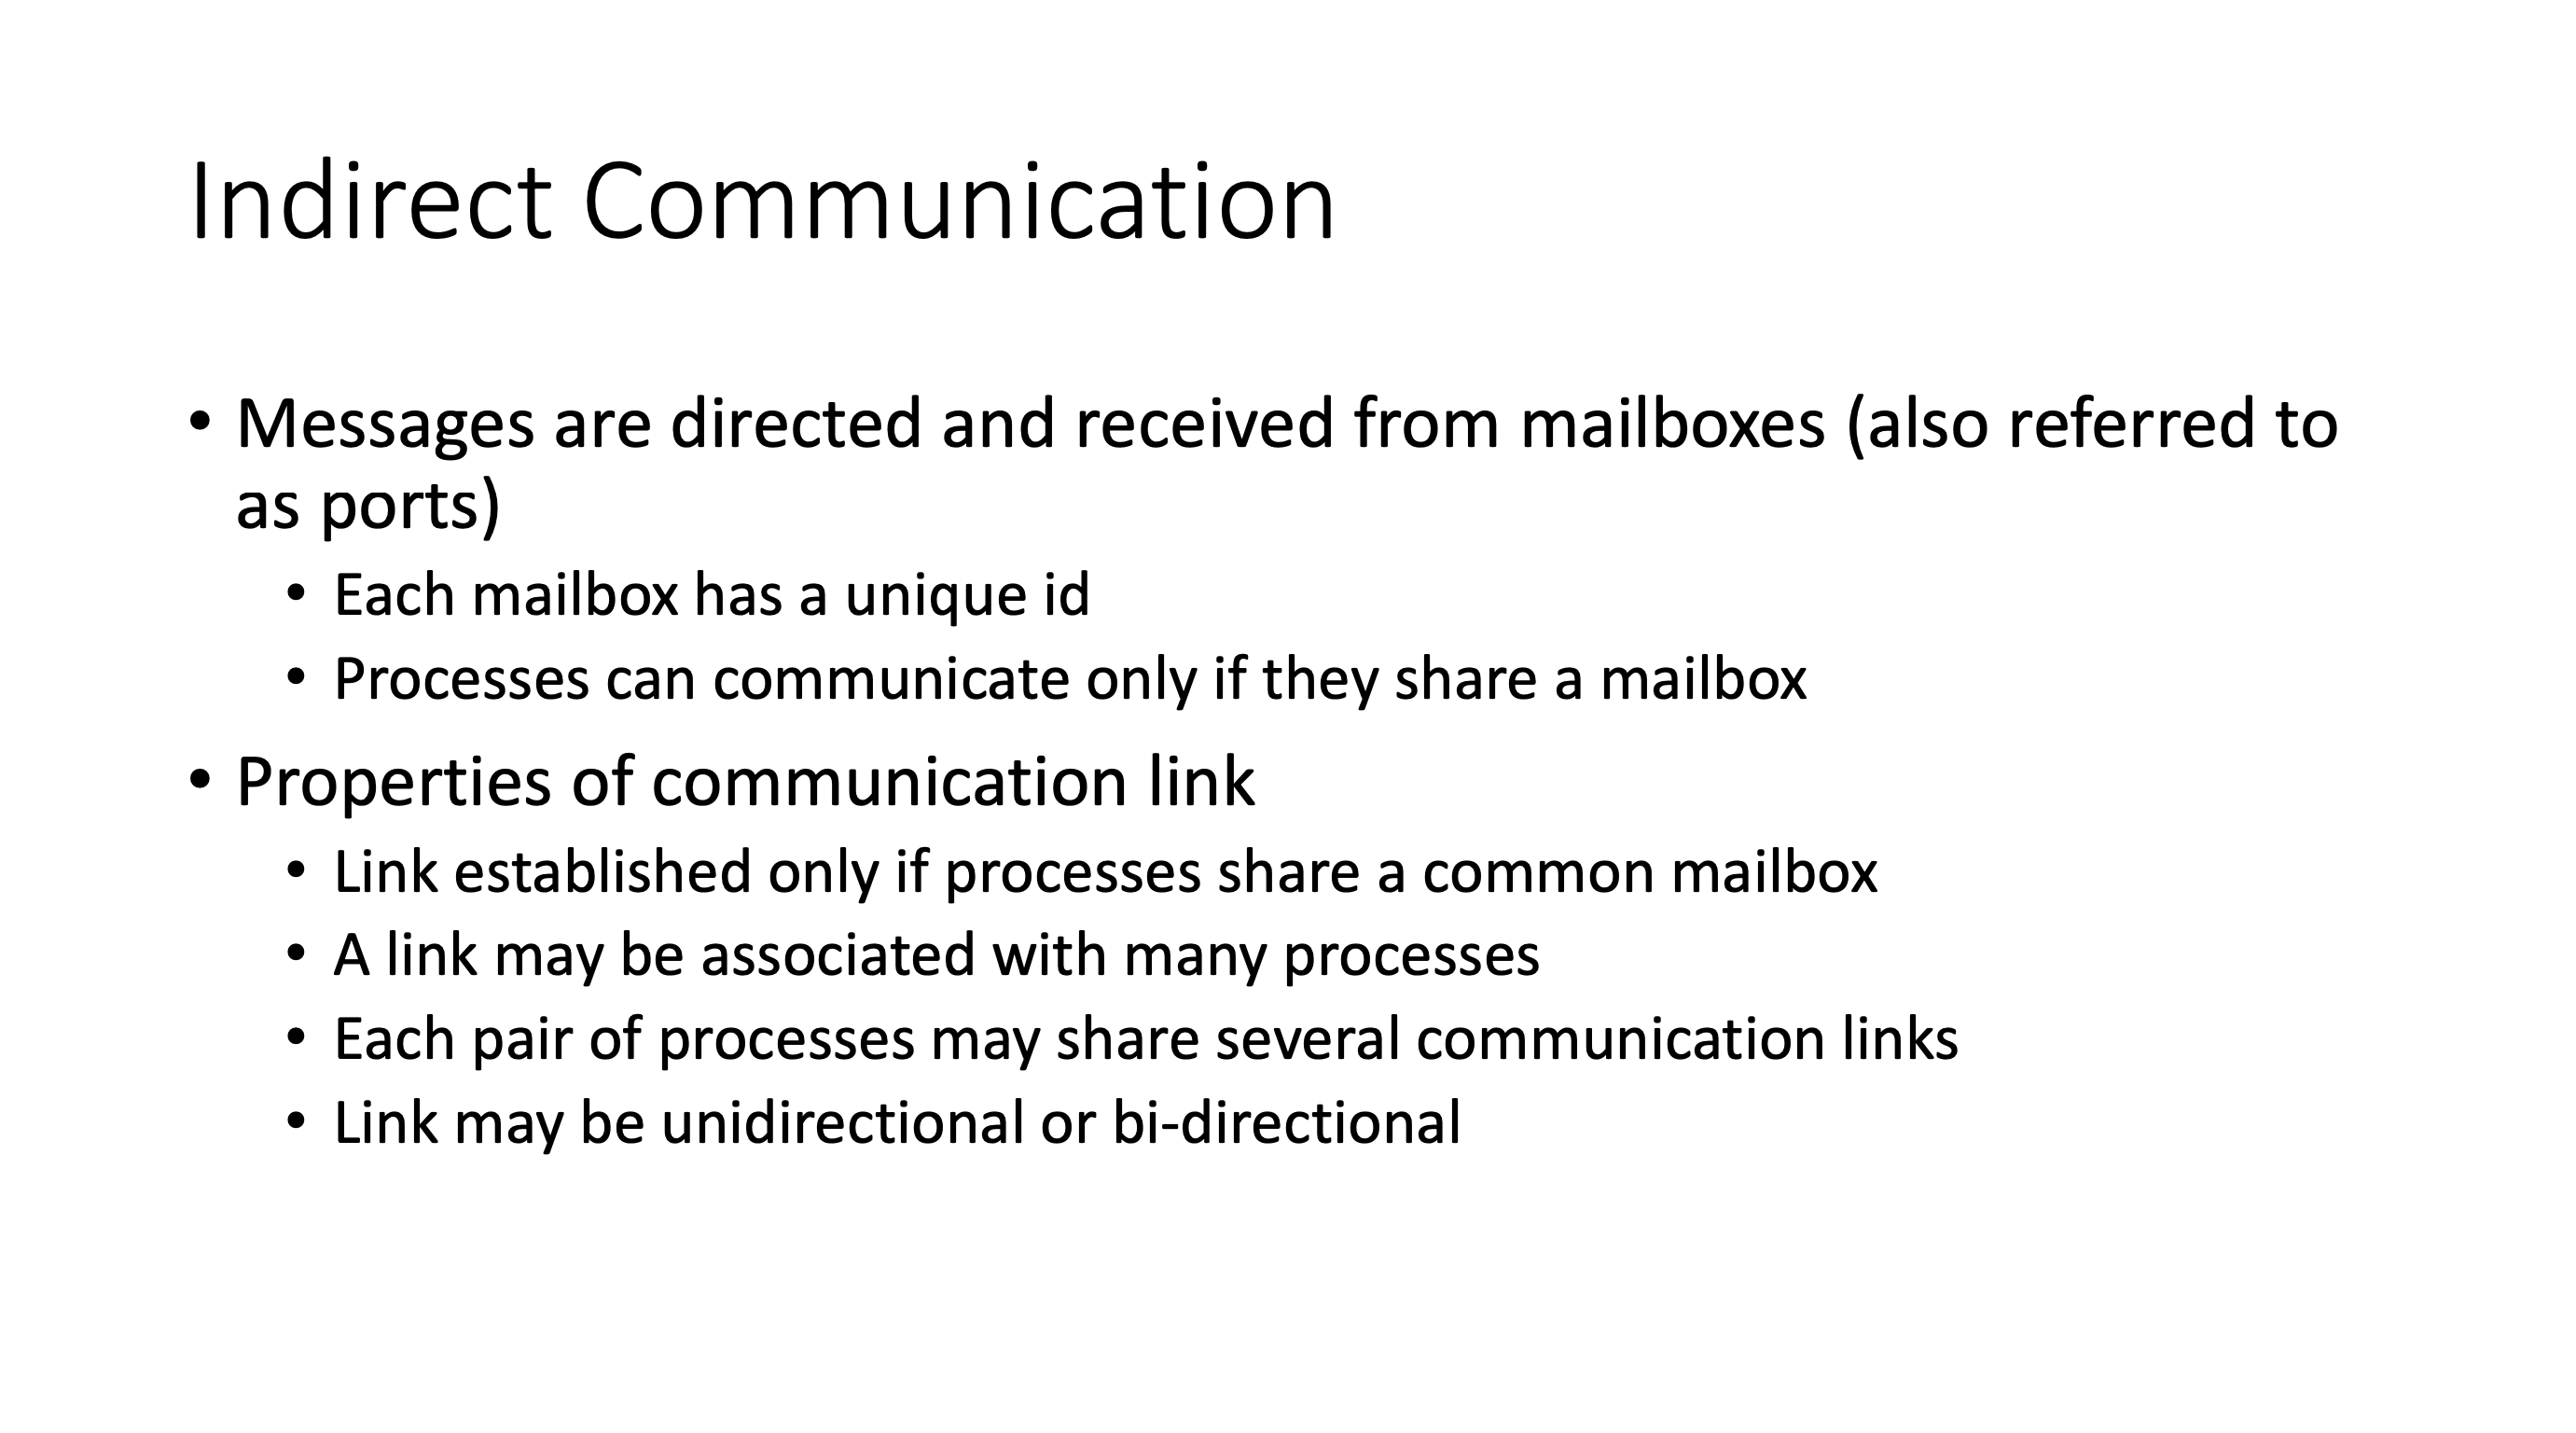 Indirect Communication
• Messages are directed and received from mailboxes (also referred to
as ports)
• Each mailbox has a unique id
• Processes can communicate only if they share a mailbox
• Properties of communication link
• Link established only if processes share a common mailbox
• A link may be associated with many processes
• Each pair of processes may share several communication links
• Link may be unidirectional or bi-directional